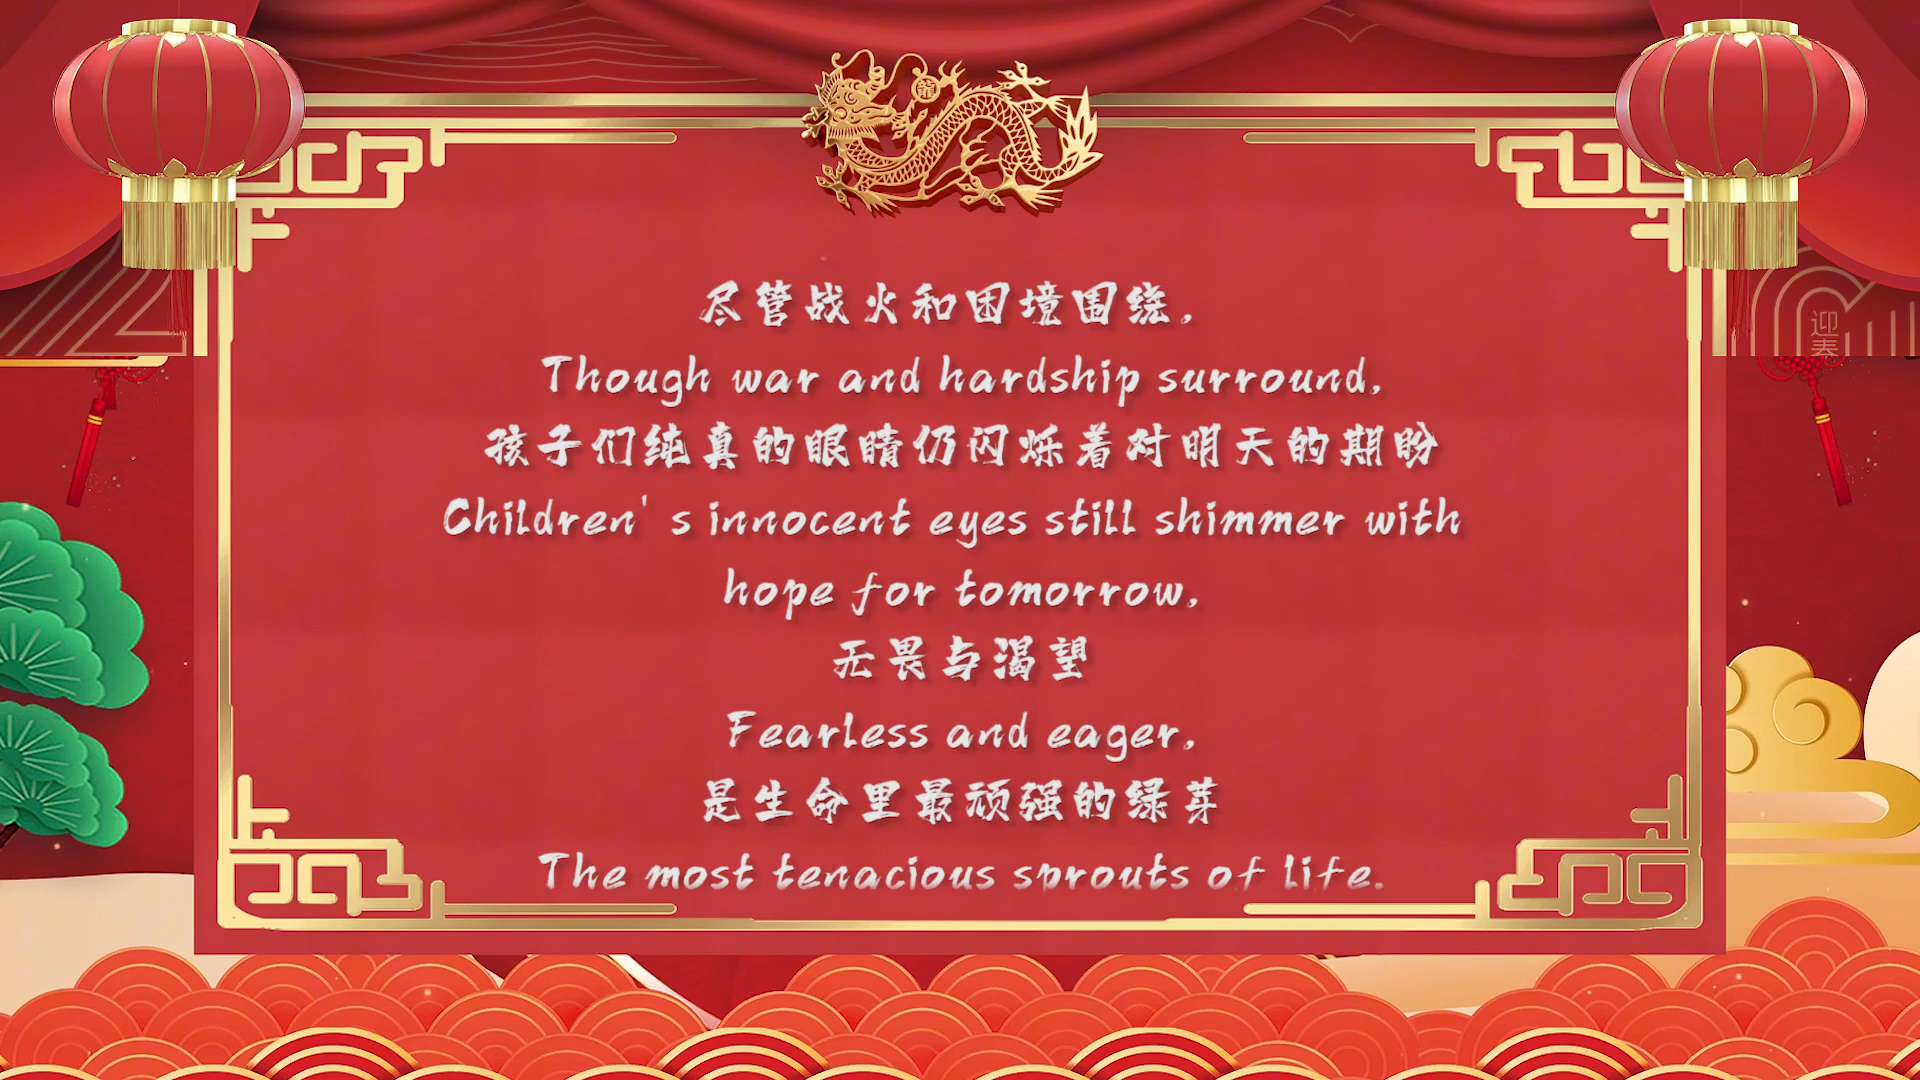 龍
迎
春
尽管战火和困境围绕，
Though war and hardship surround,
孩子们纯真的眼睛仍闪烁着对明天的期盼
Children's innocent eyes still shimmer with
hope for tomorrow,
无畏与渴望
Fearless and eager,
是生命里最顽强的绿芽
The most tenacious sprouts of life.